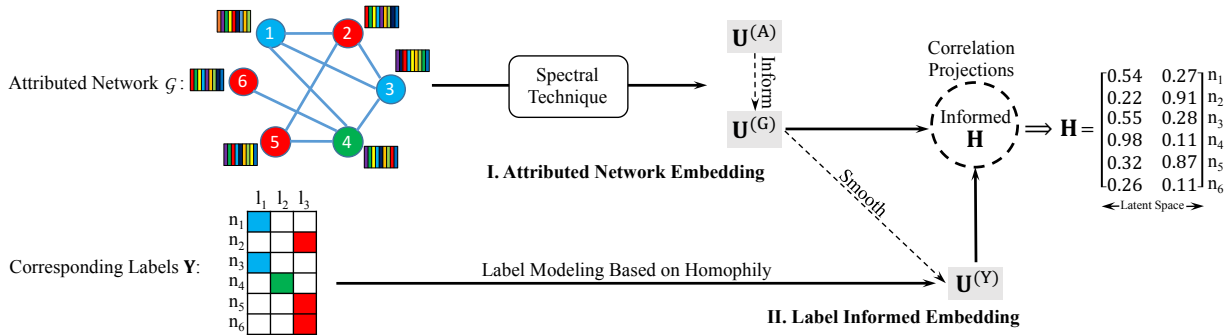 Attributed Network 𝒢:
1
2
3
4
5
6
Spectral
Technique
U(A)
Inform
U(G)
I. Attributed Network Embedding
Correlation
Projections
Informed
H
⇒ H =
0.54 0.27 n1
0.22 0.91 n2
0.55 0.28 n3
0.98 0.11 n4
0.32 0.87 n5
0.26 0.11 n6
Latent Space
Smooth
l1 l2 l3
n1
n2
n3
n4
n5
n6
Corresponding Labels Y:
Label Modeling Based on Homophily
U(Y)
II. Label Informed Embedding